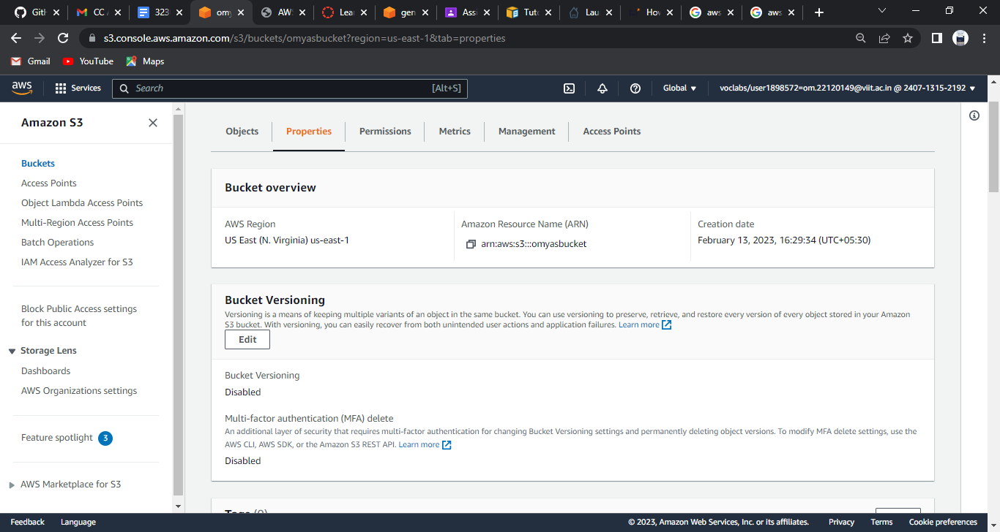 GitH
CC A
323
omy
AW
Lea
gen
Assi
Tuto
Lau
How
aws
aws
s3.console.aws.amazon.com/s3/buckets/omyasbucket?region=us-east-1&tab=properties
Gmail
YouTube
Maps
aws
Services
Search
[Alt+S]
Global
voclabs/user1898572=om.22120149@viit.ac.in @ 2407-1315-2192
Amazon S3
Buckets
Access Points
Object Lambda Access Points
Multi-Region Access Points
Batch Operations
IAM Access Analyzer for S3
Block Public Access settings
for this account
Storage Lens
Dashboards
AWS Organizations settings
Feature spotlight 3
AWS Marketplace for S3
Objects
Properties
Permissions
Metrics
Management
Access Points
Bucket overview
AWS Region
US East (N. Virginia) us-east-1
Amazon Resource Name (ARN)
arn:aws:s3:::omyasbucket
Creation date
February 13, 2023, 16:29:34 (UTC+05:30)
Bucket Versioning
Versioning is a means of keeping multiple variants of an object in the same bucket. You can use versioning to preserve, retrieve, and restore every version of every object stored in your Amazon
S3 bucket. With versioning, you can easily recover from both unintended user actions and application failures. Learn more
Edit
Bucket Versioning
Disabled
Multi-factor authentication (MFA) delete
An additional layer of security that requires multi-factor authentication for changing Bucket Versioning settings and permanently deleting object versions. To modify MFA delete settings, use the
AWS CLI, AWS SDK, or the Amazon S3 REST API. Learn more
Disabled
Tags (0)
Feedback
Language
© 2023, Amazon Web Services, Inc. or its affiliates.
Privacy
Terms
Cookie preferences